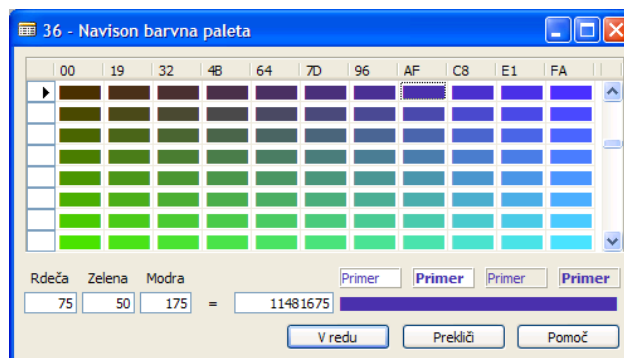 36 - Navison barvna paleta
00 19 32 4B 64 7D 96 AF C8 E1 FA
Rdeča Zelena Modra Primer Primer Primer Primer
75 50 175 = 11481675
V redu Prekliči Pomoč